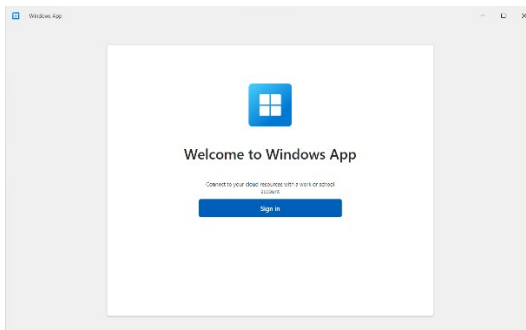 Windows App
Welcome to Windows App
Connect to your cloud resources with a work or school
account
Sign in